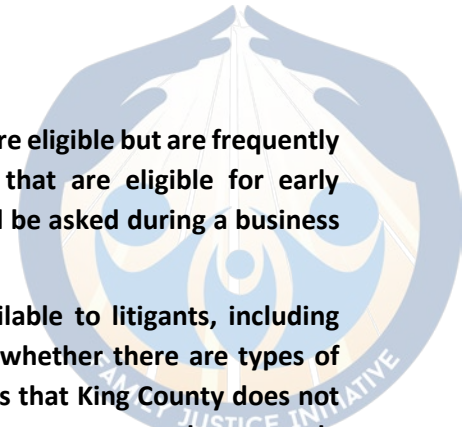 re eligible but are frequently
that are eligible for early
be asked during a business
ilable to litigants, including
whether there are types of
s that King County does not
FAMILY JUSTICE INITIATIVE